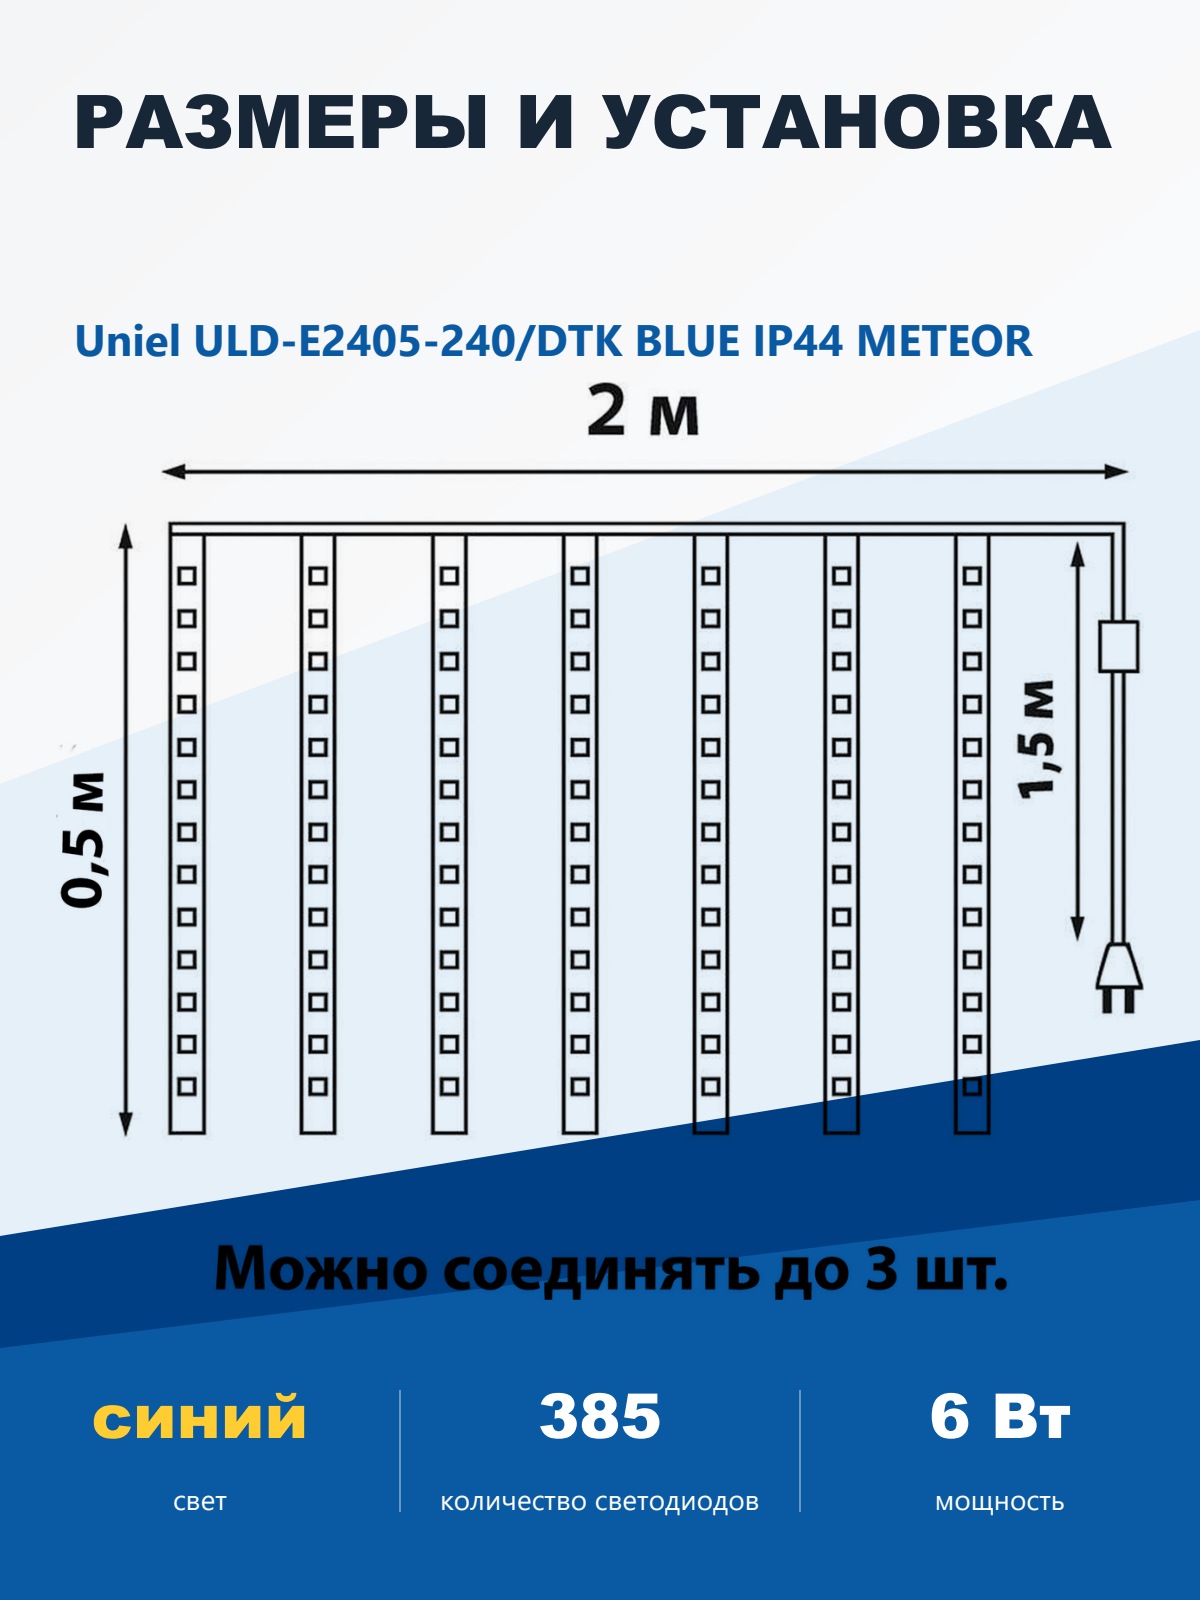 РАЗМЕРЫ И УСТАНОВКА
Uniel ULD-E2405-240/DTK BLUE IP44 METEOR
2 м
0,5 м
1,5 м
Можно соединять до 3 шт.
синий
свет
385
количество светодиодов
6 Вт
мощность